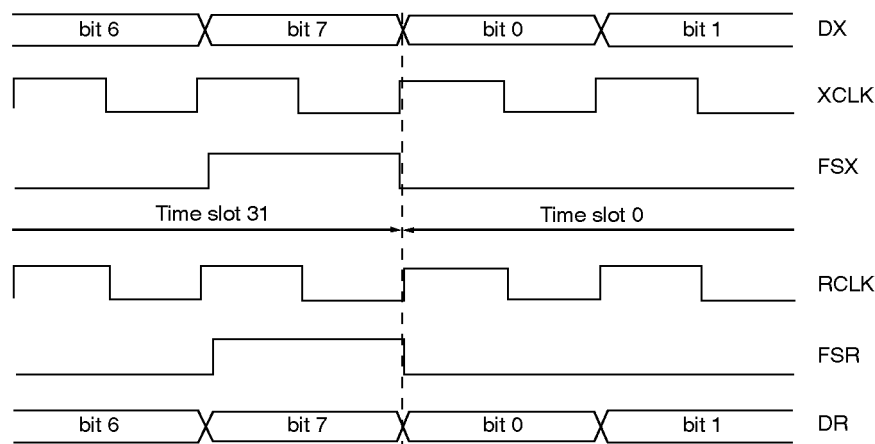 bit 6 bit 7 bit 0 bit 1 DX
XCLK
FSX
Time slot 31 Time slot 0
RCLK
FSR
bit 6 bit 7 bit 0 bit 1 DR